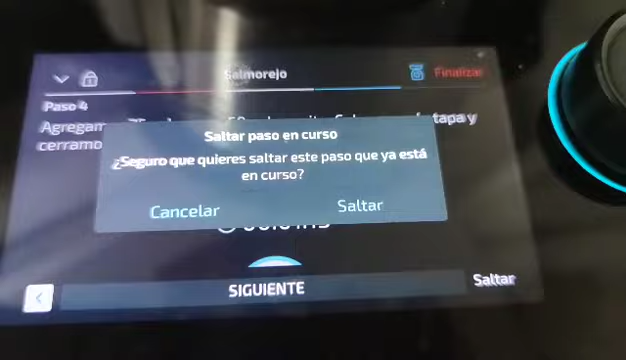 Salmorejo
Finalizar
Paso 4
Agregam
tapa y
cerramo
Saltar paso en curso
¿Seguro que quieres saltar este paso que ya está
en curso?
Cancelar
Saltar
SIGUIENTE
Saltar